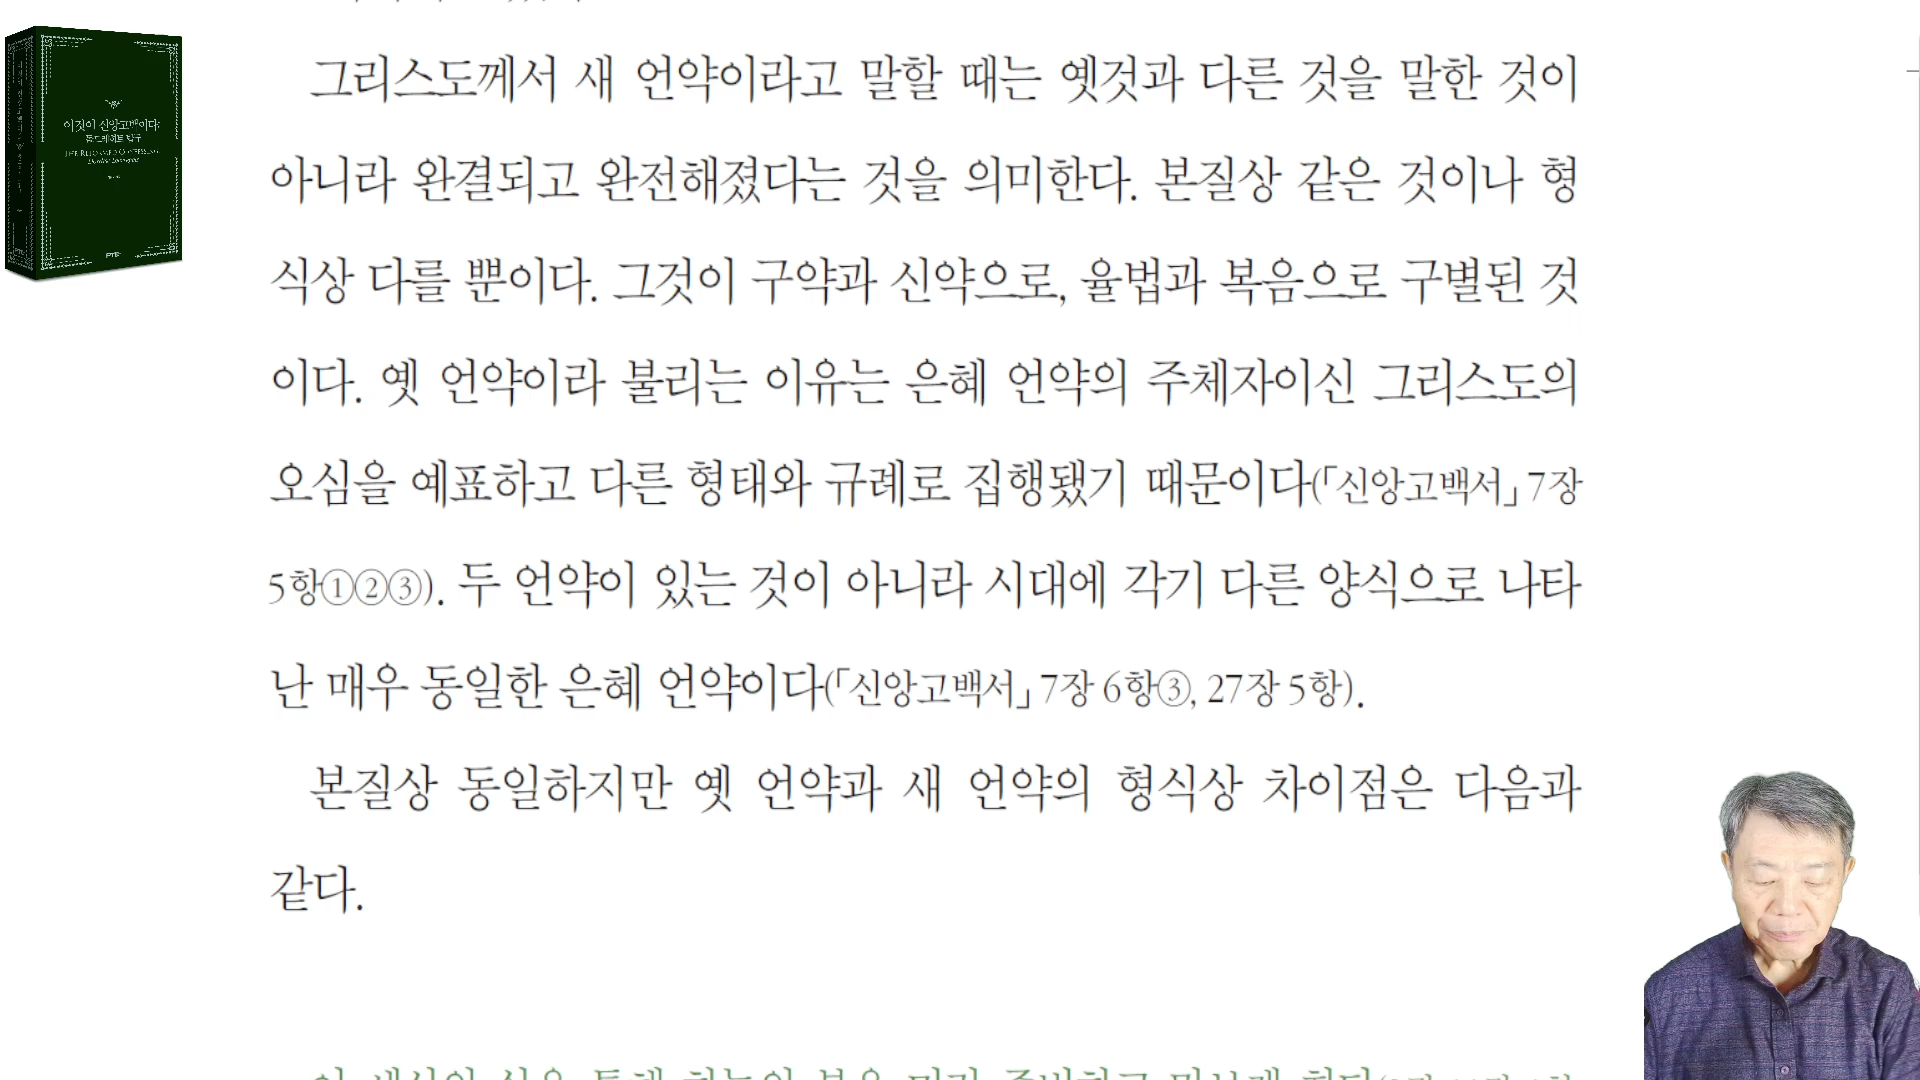 이것이 신앙고백이다:
THE REFORMED CONFESSIONS
그리스도께서 새 언약이라고 말할 때는 옛것과 다른 것을 말한 것이
아니라 완결되고 완전해졌다는 것을 의미한다. 본질상 같은 것이나 형
식상 다를 뿐이다. 그것이 구약과 신약으로, 율법과 복음으로 구별된 것
이다. 옛 언약이라 불리는 이유는 은혜 언약의 주체자이신 그리스도의
오심을 예표하고 다른 형태와 규례로 집행됐기 때문이다(「신앙고백서」 7장
5항①②③). 두 언약이 있는 것이 아니라 시대에 각기 다른 양식으로 나타
난 매우 동일한 은혜 언약이다(「신앙고백서」 7장 6항③, 27장 5항).
본질상 동일하지만 옛 언약과 새 언약의 형식상 차이점은 다음과
같다.